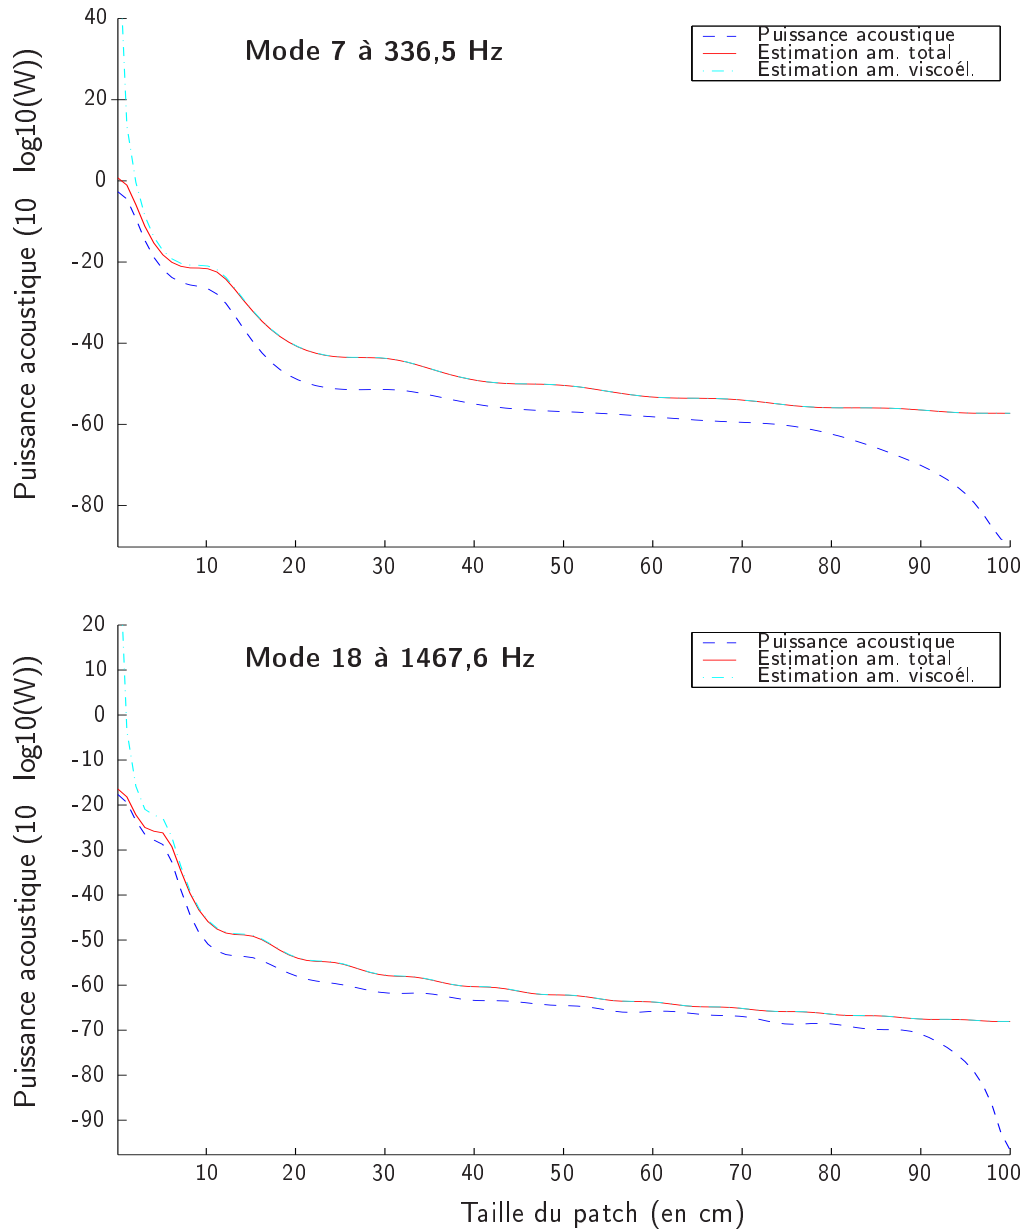 Puissance acoustique (10 log10(W))
40
20
0
-20
-40
-60
-80
Mode 7 à 336,5 Hz
Puissance acoustique
Estimation am. total
Estimation am. viscoél.
10 20 30 40 50 60 70 80 90 100
Puissance acoustique (10 log10(W))
20
10
0
-10
-20
-30
-40
-50
-60
-70
-80
-90
Mode 18 à 1467,6 Hz
Puissance acoustique
Estimation am. total
Estimation am. viscoél.
10 20 30 40 50 60 70 80 90 100
Taille du patch (en cm)